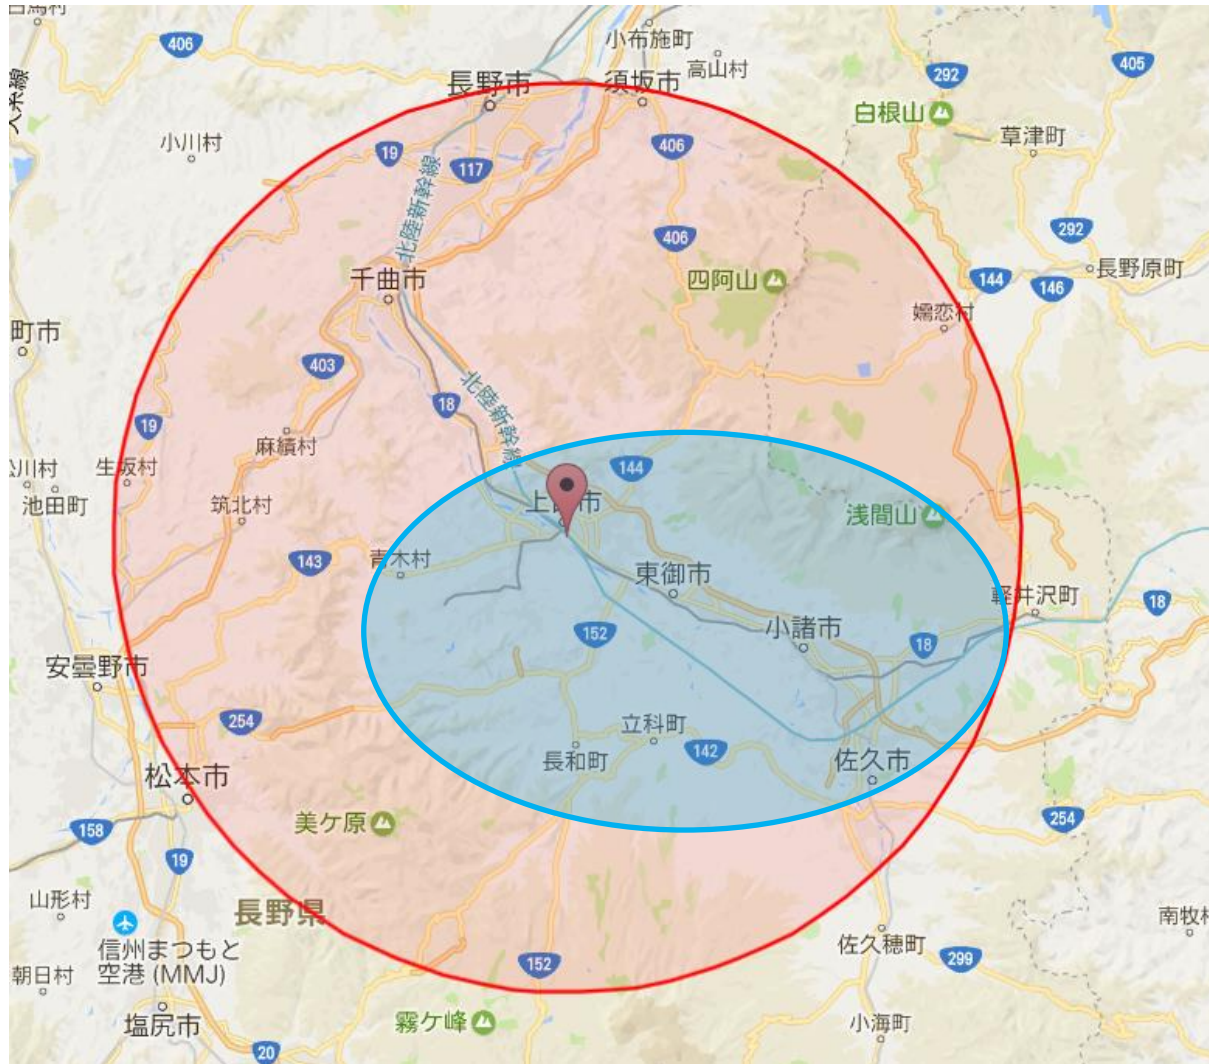 白馬村
406
小布施町
高山村
405
292
大糸線
長野市
須坂市
白根山
草津町
小川村
19
117
406
北陸新幹線
406
292
千曲市
四阿山
144
146
長野原町
嬬恋村
町市
403
北陸新幹線
18
19
麻績村
生坂村
144
松川村
池田町
筑北村
上田市
浅間山
143
青木村
東御市
軽井沢町
18
152
小諸市
18
安曇野市
254
立科町
142
長和町
佐久市
松本市
美ケ原
254
158
19
山形村
長野県
南牧村
信州まつもと
空港 (MMJ)
佐久穂町
299
152
朝日村
塩尻市
霧ケ峰
小海町
20